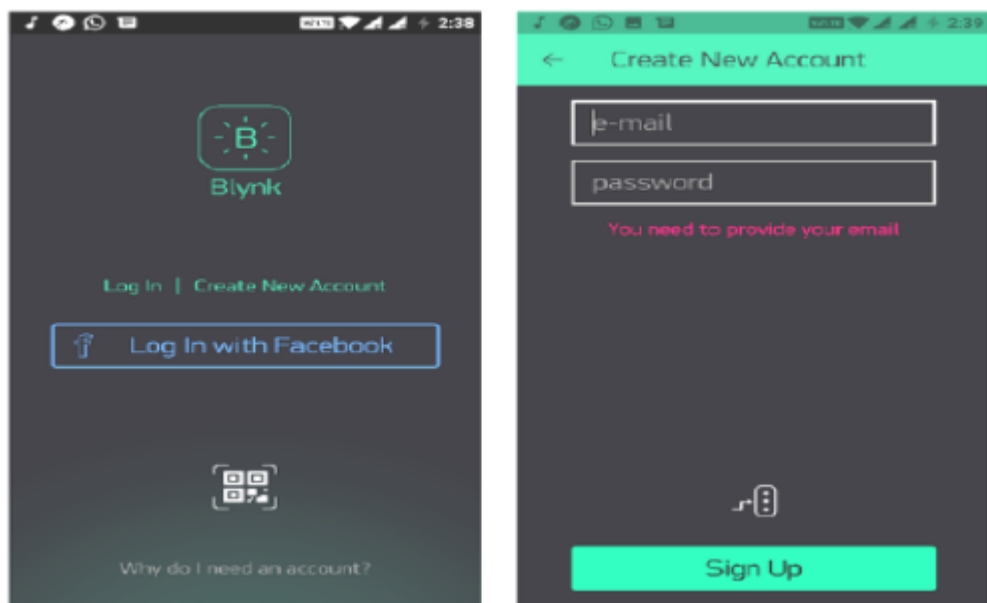 2:38
B
Blynk
Log In | Create New Account
f Log In with Facebook
Why do I need an account?
2:39
Create New Account
e-mail
password
You need to provide your email
Sign Up